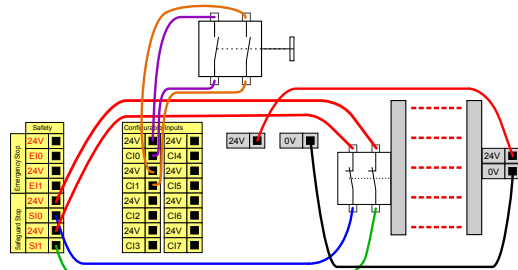 Safety
Emergency Stop
24V
EI0
24V
EI1
Safeguard Stop
24V
SI0
24V
SI1
Configurable Inputs
24V 24V
CI0 CI4
24V 24V
CI1 CI5
24V 24V
CI2 CI6
24V 24V
CI3 CI7
24V 0V
24V
0V